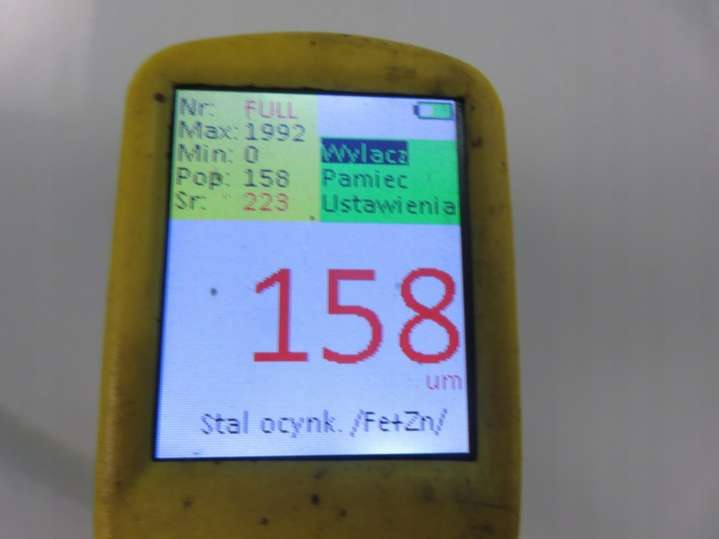 Nr: FULL
Max: 1992
Min: 0
Pop: 158
Sr: 223
Wylacz
Pamiec
Ustawienia
158
um
Stal ocynk. /Fe+Zn/